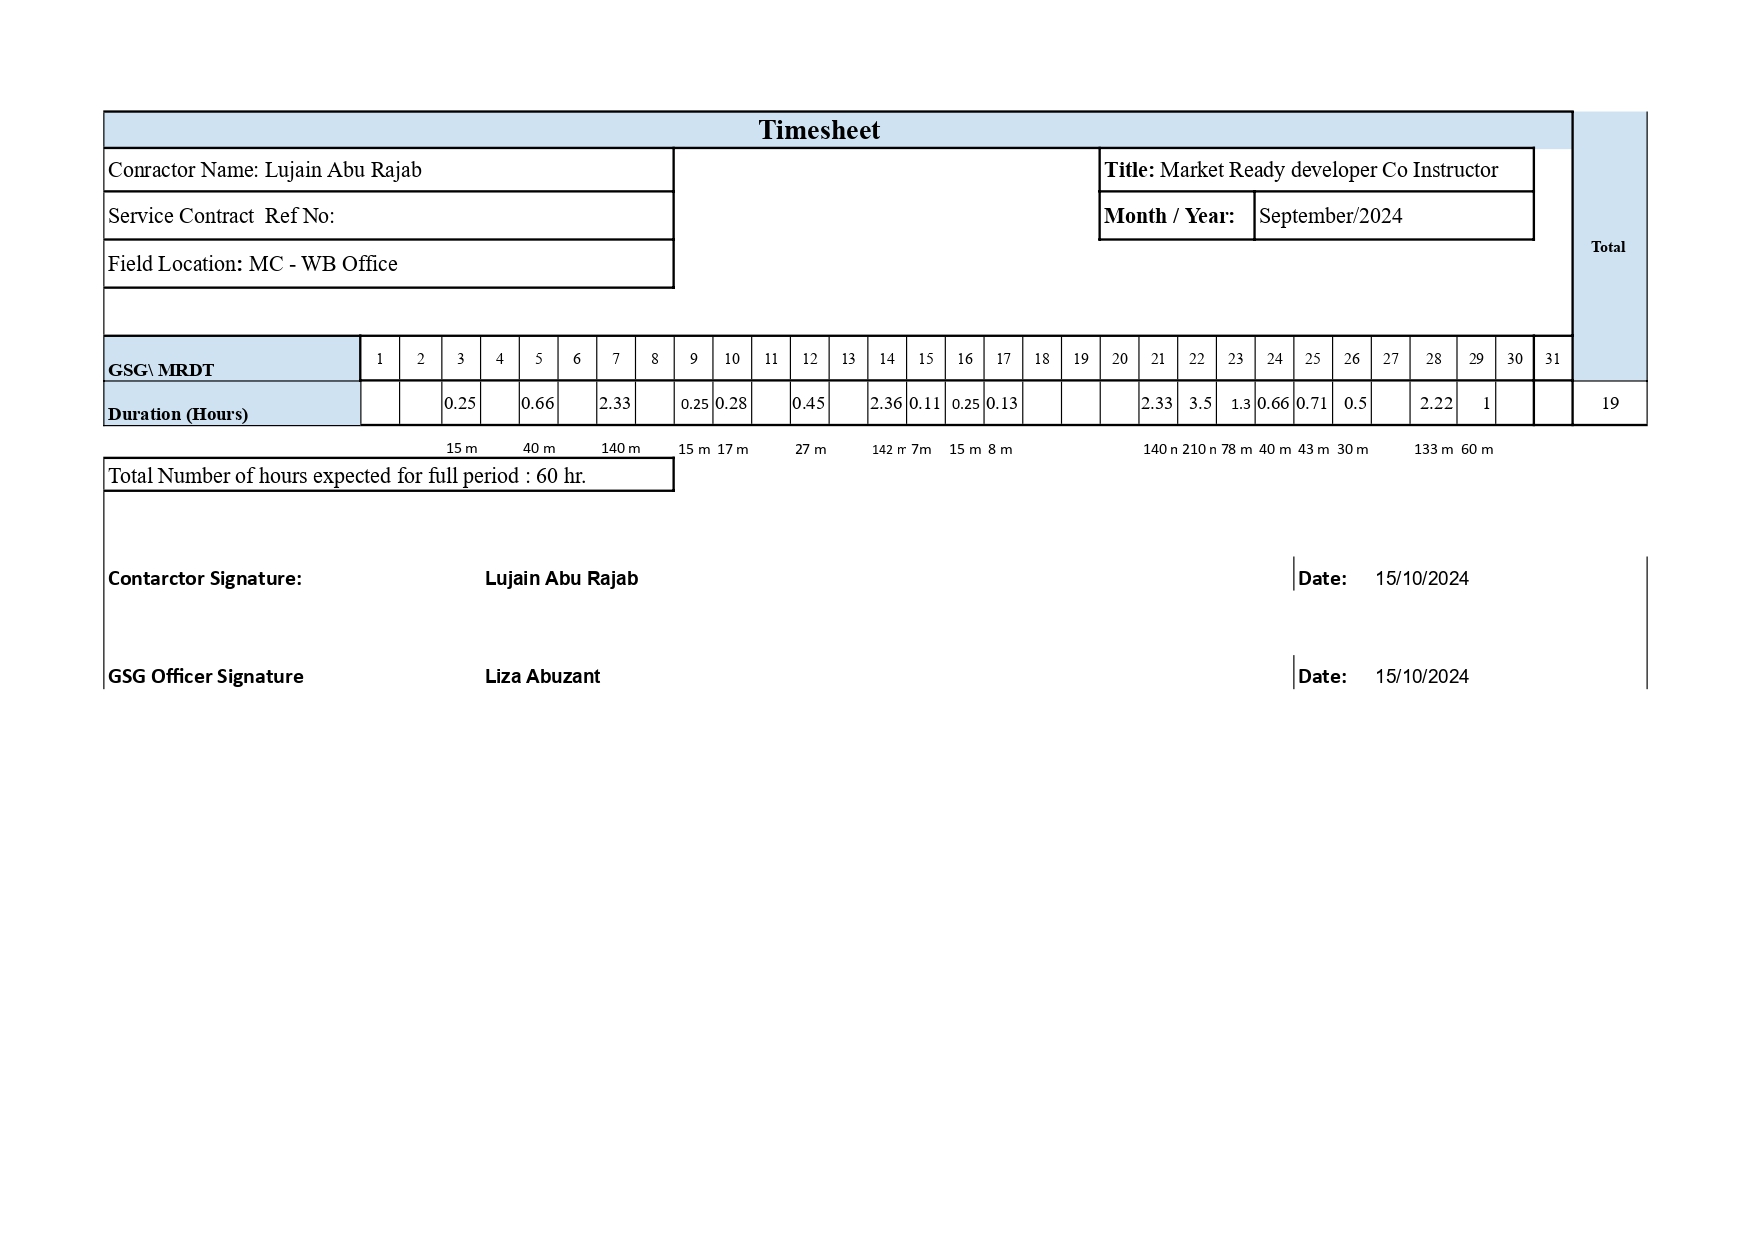 Timesheet
Conractor Name: Lujain Abu Rajab
Title: Market Ready developer Co Instructor
Service Contract  Ref No:
Month / Year: September/2024
Total
Field Location: MC - WB Office
GSG\ MRDT 1 2 3 4 5 6 7 8 9 10 11 12 13 14 15 16 17 18 19 20 21 22 23 24 25 26 27 28 29 30 31
Duration (Hours) 0.25 0.66 2.33 0.25 0.28 0.45 2.36 0.11 0.25 0.13 2.33 3.5 1.3 0.66 0.71 0.5 2.22 1 19
15 m 40 m 140 m 15 m 17 m 27 m 142 m 7m 15 m 8 m 140 m 210 m 78 m 40 m 43 m 30 m 133 m 60 m
Total Number of hours expected for full period : 60 hr.
Contarctor Signature: Lujain Abu Rajab Date: 15/10/2024
GSG Officer Signature Liza Abuzant Date: 15/10/2024